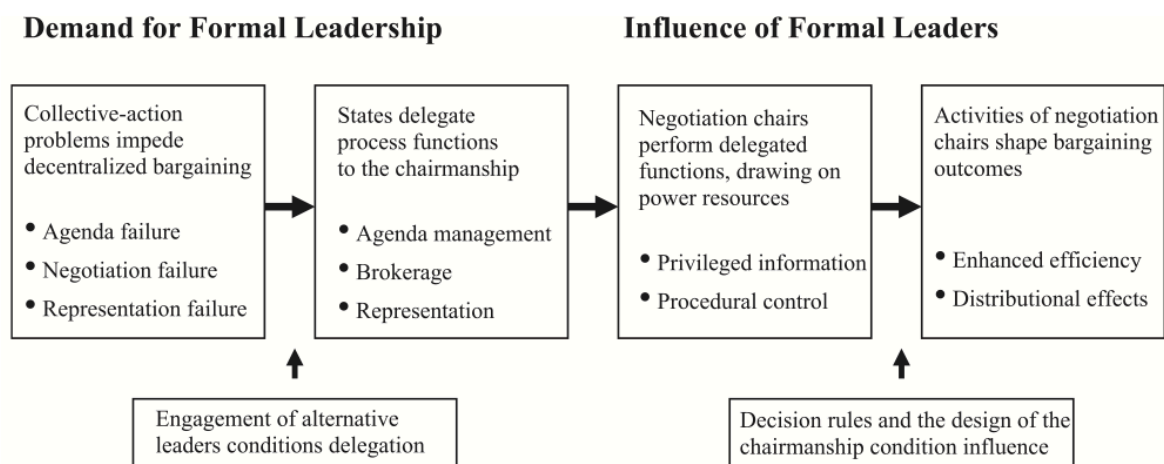 Demand for Formal Leadership
Influence of Formal Leaders
Collective-action
problems impede
decentralized bargaining
• Agenda failure
• Negotiation failure
• Representation failure
States delegate
process functions
to the chairmanship
• Agenda management
• Brokerage
• Representation
Negotiation chairs
perform delegated
functions, drawing on
power resources
• Privileged information
• Procedural control
Activities of negotiation
chairs shape bargaining
outcomes
• Enhanced efficiency
• Distributional effects
Engagement of alternative
leaders conditions delegation
Decision rules and the design of the
chairmanship condition influence